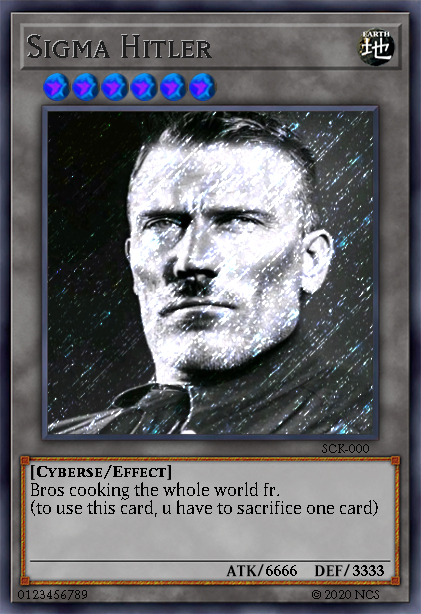 Sigma Hitler
EARTH
地
SCK-000
[Cyberse/Effect]
Bros cooking the whole world fr.
(to use this card, u have to sacrifice one card)
ATK/6666 DEF/3333
0123456789 © 2020 NCS